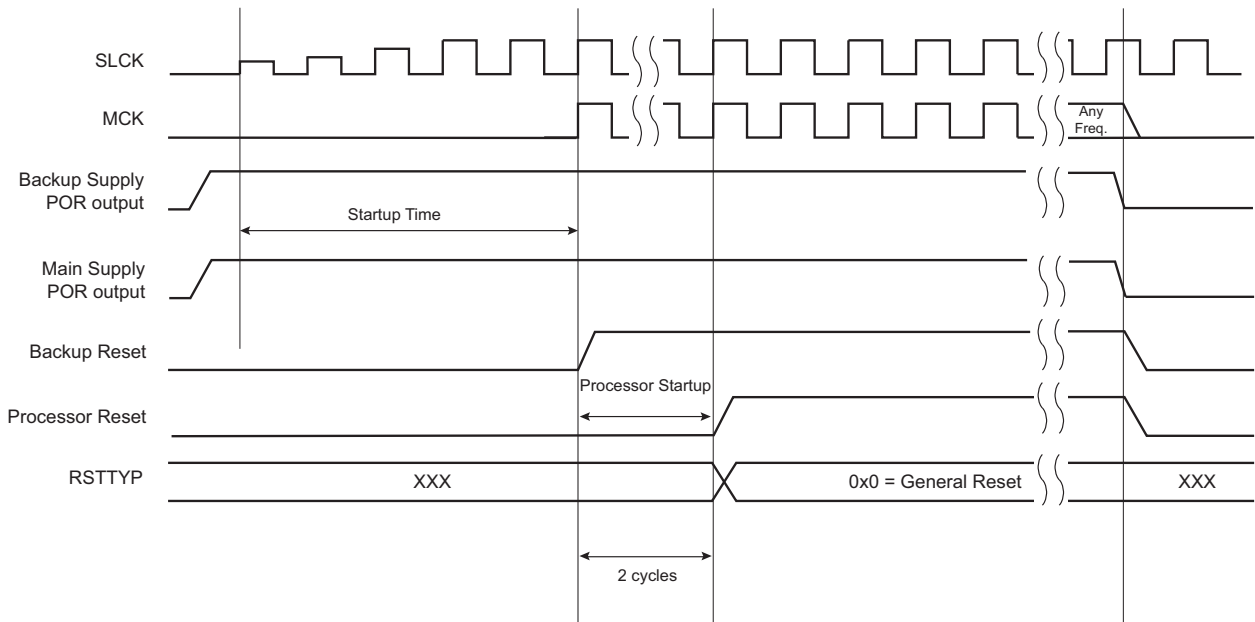 SLCK
MCK
Any
Freq.
Backup Supply
POR output
Startup Time
Main Supply
POR output
Backup Reset
Processor Startup
Processor Reset
RSTTYP
XXX
0x0 = General Reset
XXX
2 cycles